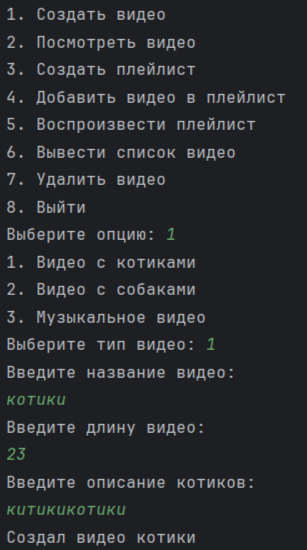 1. Создать видео
2. Посмотреть видео
3. Создать плейлист
4. Добавить видео в плейлист
5. Воспроизвести плейлист
6. Вывести список видео
7. Удалить видео
8. Выйти
Выберите опцию: 1
1. Видео с котиками
2. Видео с собаками
3. Музыкальное видео
Выберите тип видео: 1
Введите название видео:
котики
Введите длину видео:
23
Введите описание котиков:
китикикотики
Создал видео котики